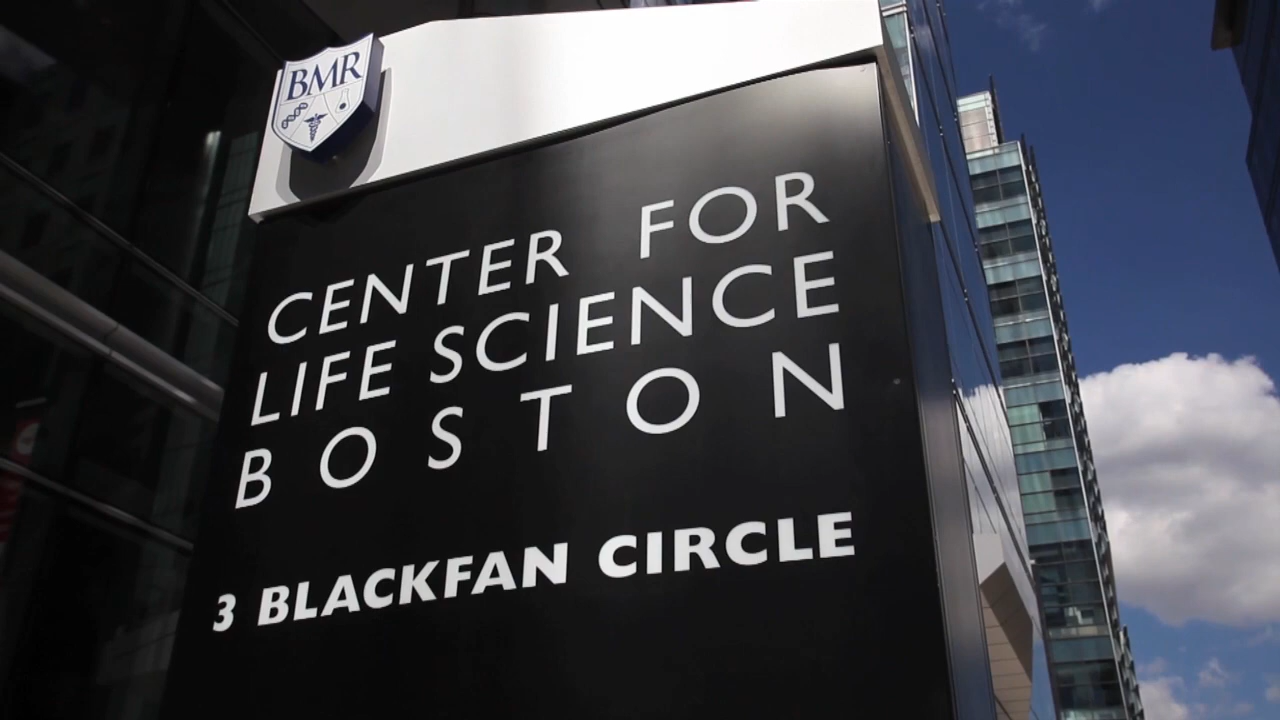 BMR
CENTER FOR
LIFE SCIENCE
BOSTON
3 BLACKFAN CIRCLE